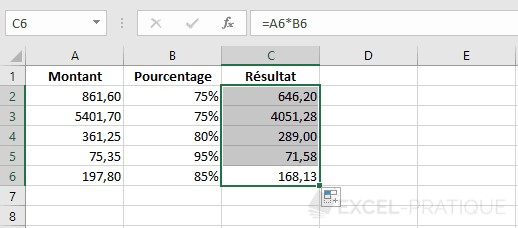 C6 fx =A6*B6
A B C D E
1 Montant Pourcentage Résultat
2 861,60 75% 646,20
3 5401,70 75% 4051,28
4 361,25 80% 289,00
5 75,35 95% 71,58
6 197,80 85% 168,13
7
8 EXCEL-PRATIQUE